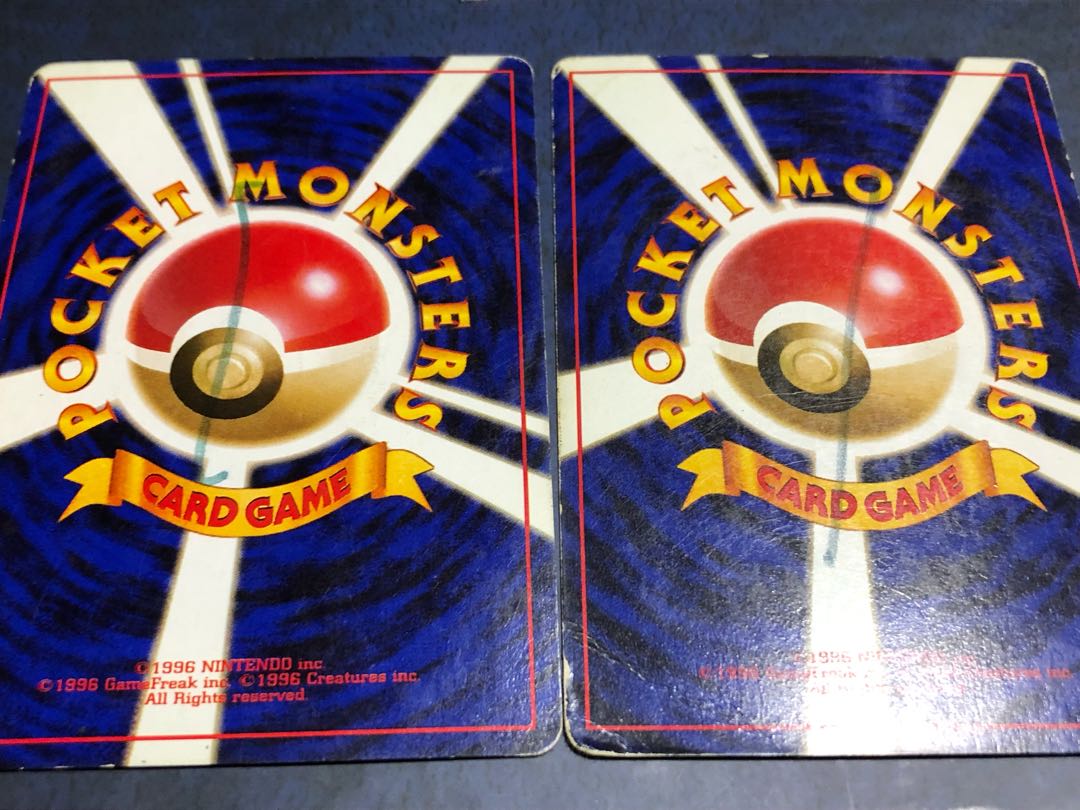 POCKET MONSTERS
CARD GAME
©1996 NINTENDO inc.
©1996 GameFreak inc. ©1996 Creatures inc.
All Rights reserved.
POCKET MONSTERS
CARD GAME